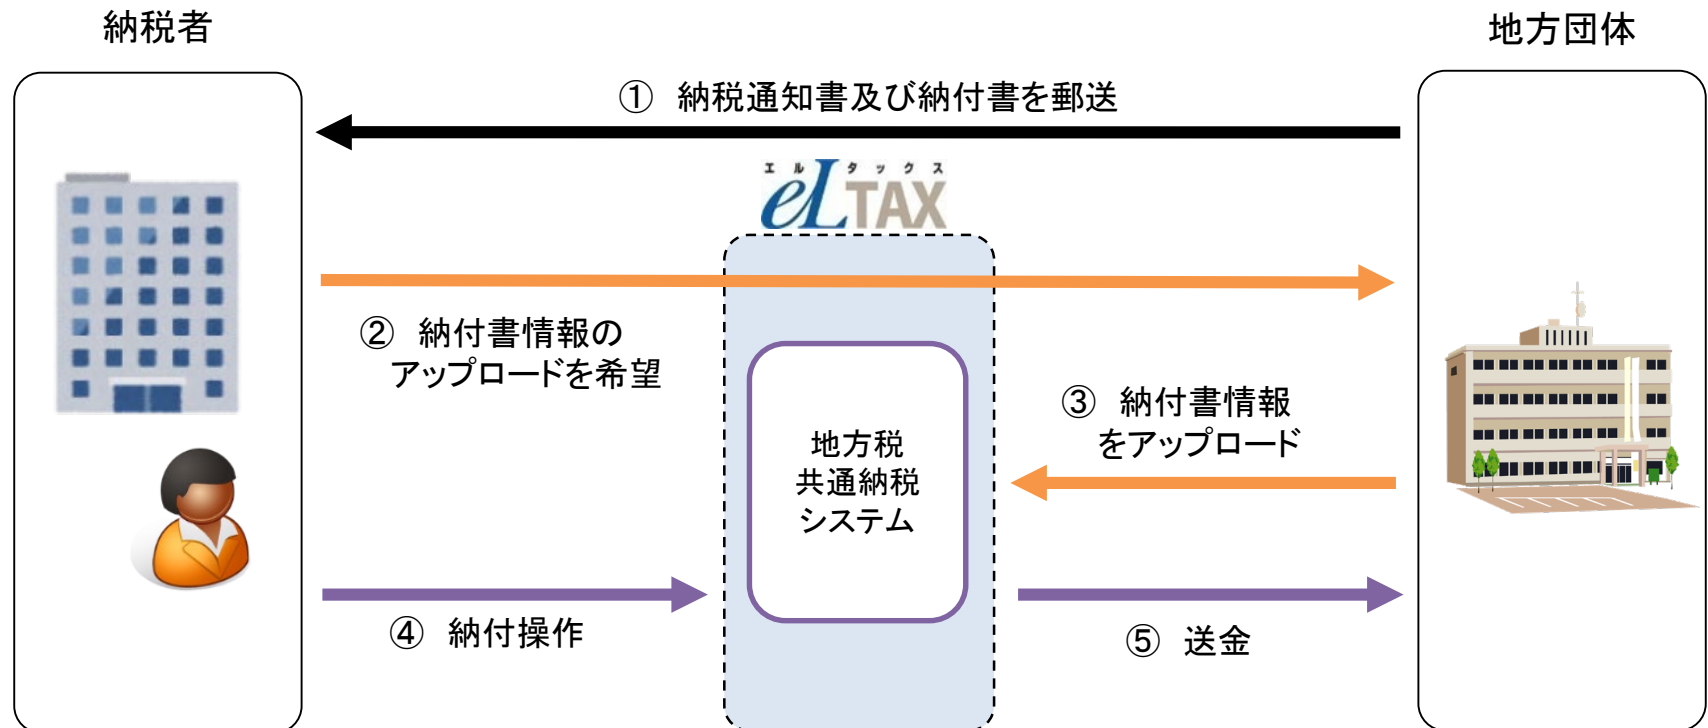 納税者
地方団体
① 納税通知書及び納付書を郵送
エルタックス
eLTAX
② 納付書情報の
アップロードを希望
③ 納付書情報
をアップロード
地方税
共通納税
システム
④ 納付操作
⑤ 送金